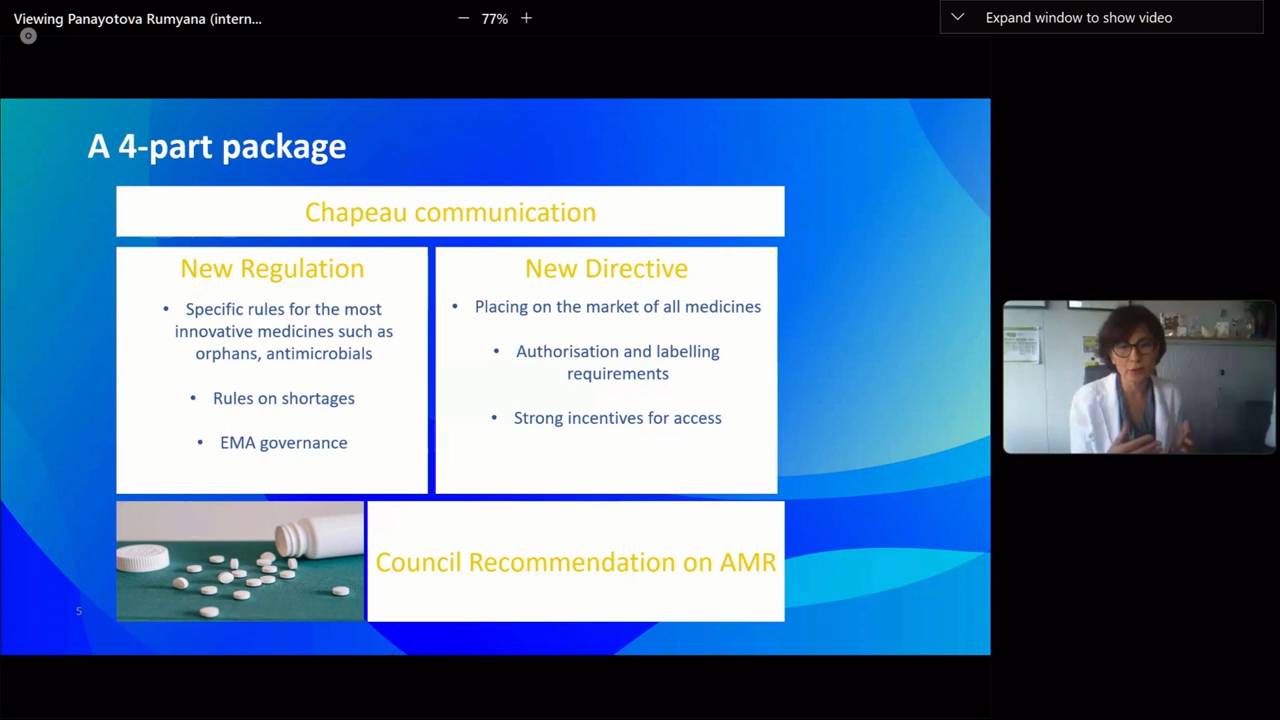 Viewing Panayotova Rumyana (intern...
77%
Expand window to show video
A 4-part package
Chapeau communication
New Regulation
• Specific rules for the most
innovative medicines such as
orphans, antimicrobials
• Rules on shortages
• EMA governance
New Directive
• Placing on the market of all medicines
• Authorisation and labelling
requirements
• Strong incentives for access
Council Recommendation on AMR
5